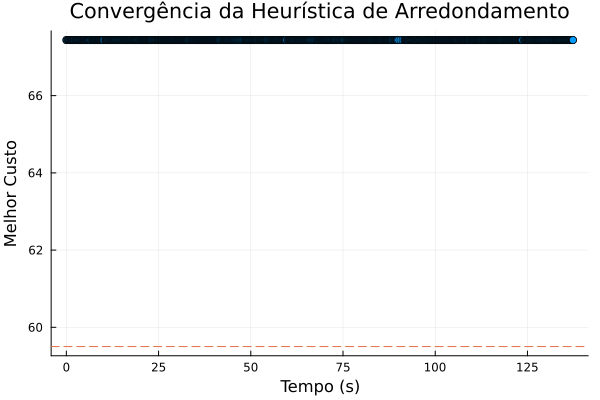 Convergência da Heurística de Arredondamento
Melhor Custo
66
64
62
60
0 25 50 75 100 125
Tempo (s)